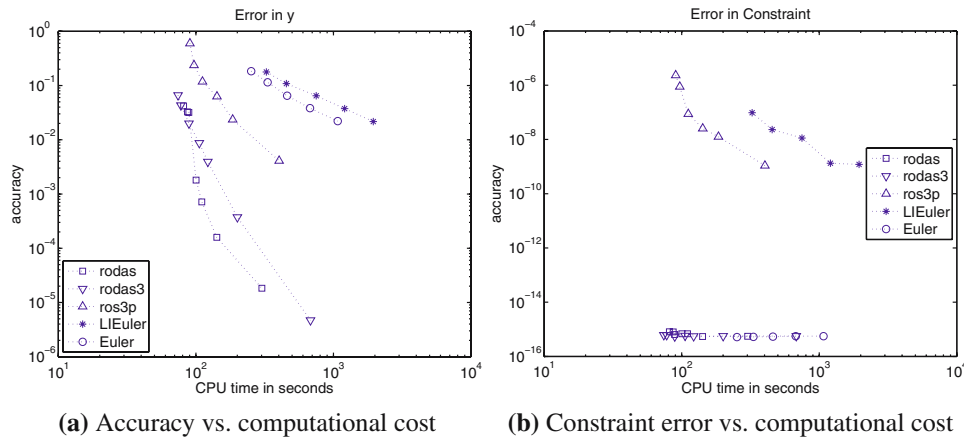 Error in y
accuracy
10^0
10^-1
10^-2
10^-3
10^-4
10^-5
10^-6
rodas
rodas3
ros3p
LIEuler
Euler
10^1
10^2
10^3
10^4
CPU time in seconds
(a) Accuracy vs. computational cost
Error in Constraint
accuracy
10^-4
10^-6
10^-8
10^-10
10^-12
10^-14
10^-16
rodas
rodas3
ros3p
LIEuler
Euler
10^1
10^2
10^3
10^4
CPU time in seconds
(b) Constraint error vs. computational cost